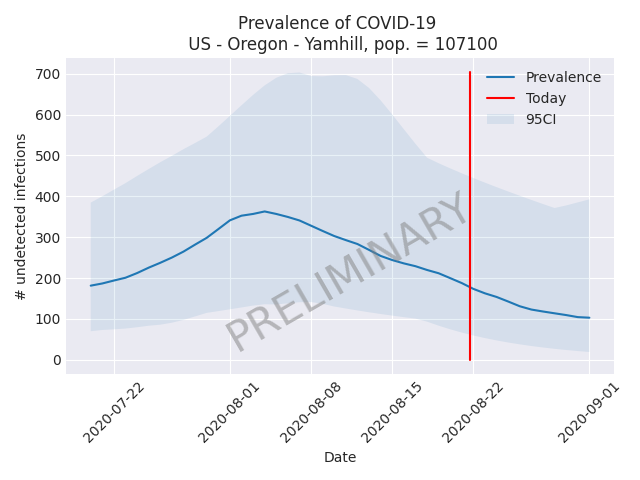 Prevalence of COVID-19
US - Oregon - Yamhill, pop. = 107100
# undetected infections
700
600
500
400
300
200
100
0
Prevalence
Today
95CI
PRELIMINARY
2020-07-22
2020-08-01
2020-08-08
2020-08-15
2020-08-22
2020-09-01
Date